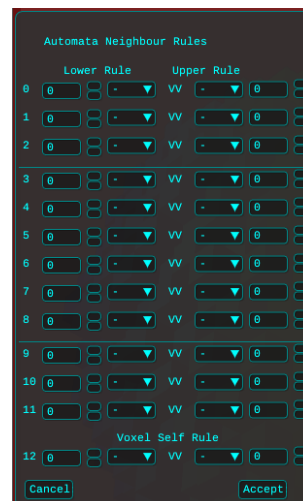 Automata Neighbour Rules
Lower Rule Upper Rule
0 0 - VV - 0
1 0 - VV - 0
2 0 - VV - 0
3 0 - VV - 0
4 0 - VV - 0
5 0 - VV - 0
6 0 - VV - 0
7 0 - VV - 0
8 0 - VV - 0
9 0 - VV - 0
10 0 - VV - 0
11 0 - VV - 0
Voxel Self Rule
12 0 - VV - 0
Cancel Accept